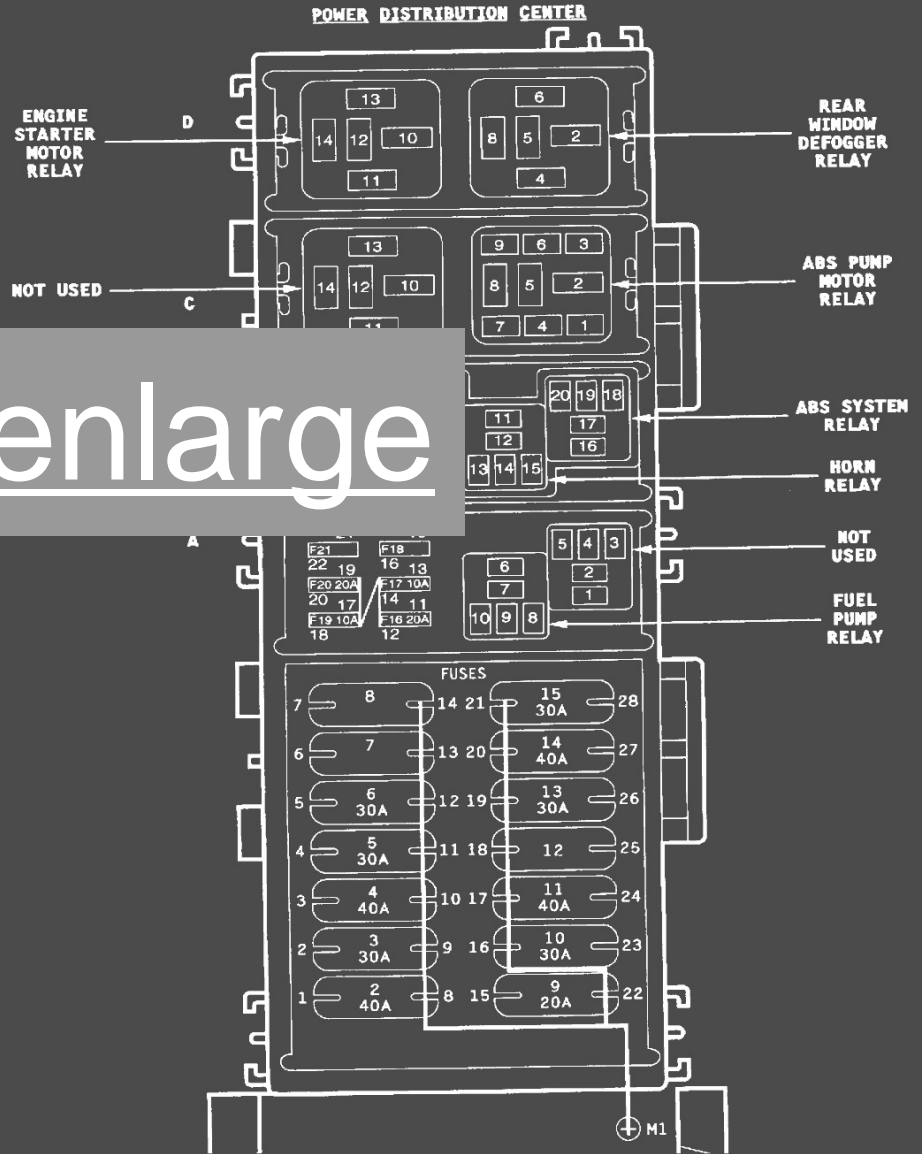 POWER DISTRIBUTION CENTER
ENGINE
STARTER
MOTOR
RELAY
D
13
14 12 10
11
6
8 5 2
4
REAR
WINDOW
DEFOGGER
RELAY
NOT USED
C
13
14 12 10
11
9 6 3
8 5 2
7 4 1
ABS PUMP
MOTOR
RELAY
enlarge
11
12
13 14 15
20 19 18
17
16
ABS SYSTEM
RELAY
HORN
RELAY
A
F21 F18
22 19 16 13
F20 20A F17 10A
20 17 14 11
F19 10A F16 20A
18 12
6
7
10 9 8
5 4 3
2
1
NOT
USED
FUEL
PUMP
RELAY
FUSES
7 8 14 21 15 30A 28
6 7 13 20 14 40A 27
5 6 30A 12 19 13 30A 26
4 5 30A 11 18 12 25
3 4 40A 10 17 11 40A 24
2 3 30A 9 16 10 30A 23
1 2 40A 8 15 9 20A 22
M1